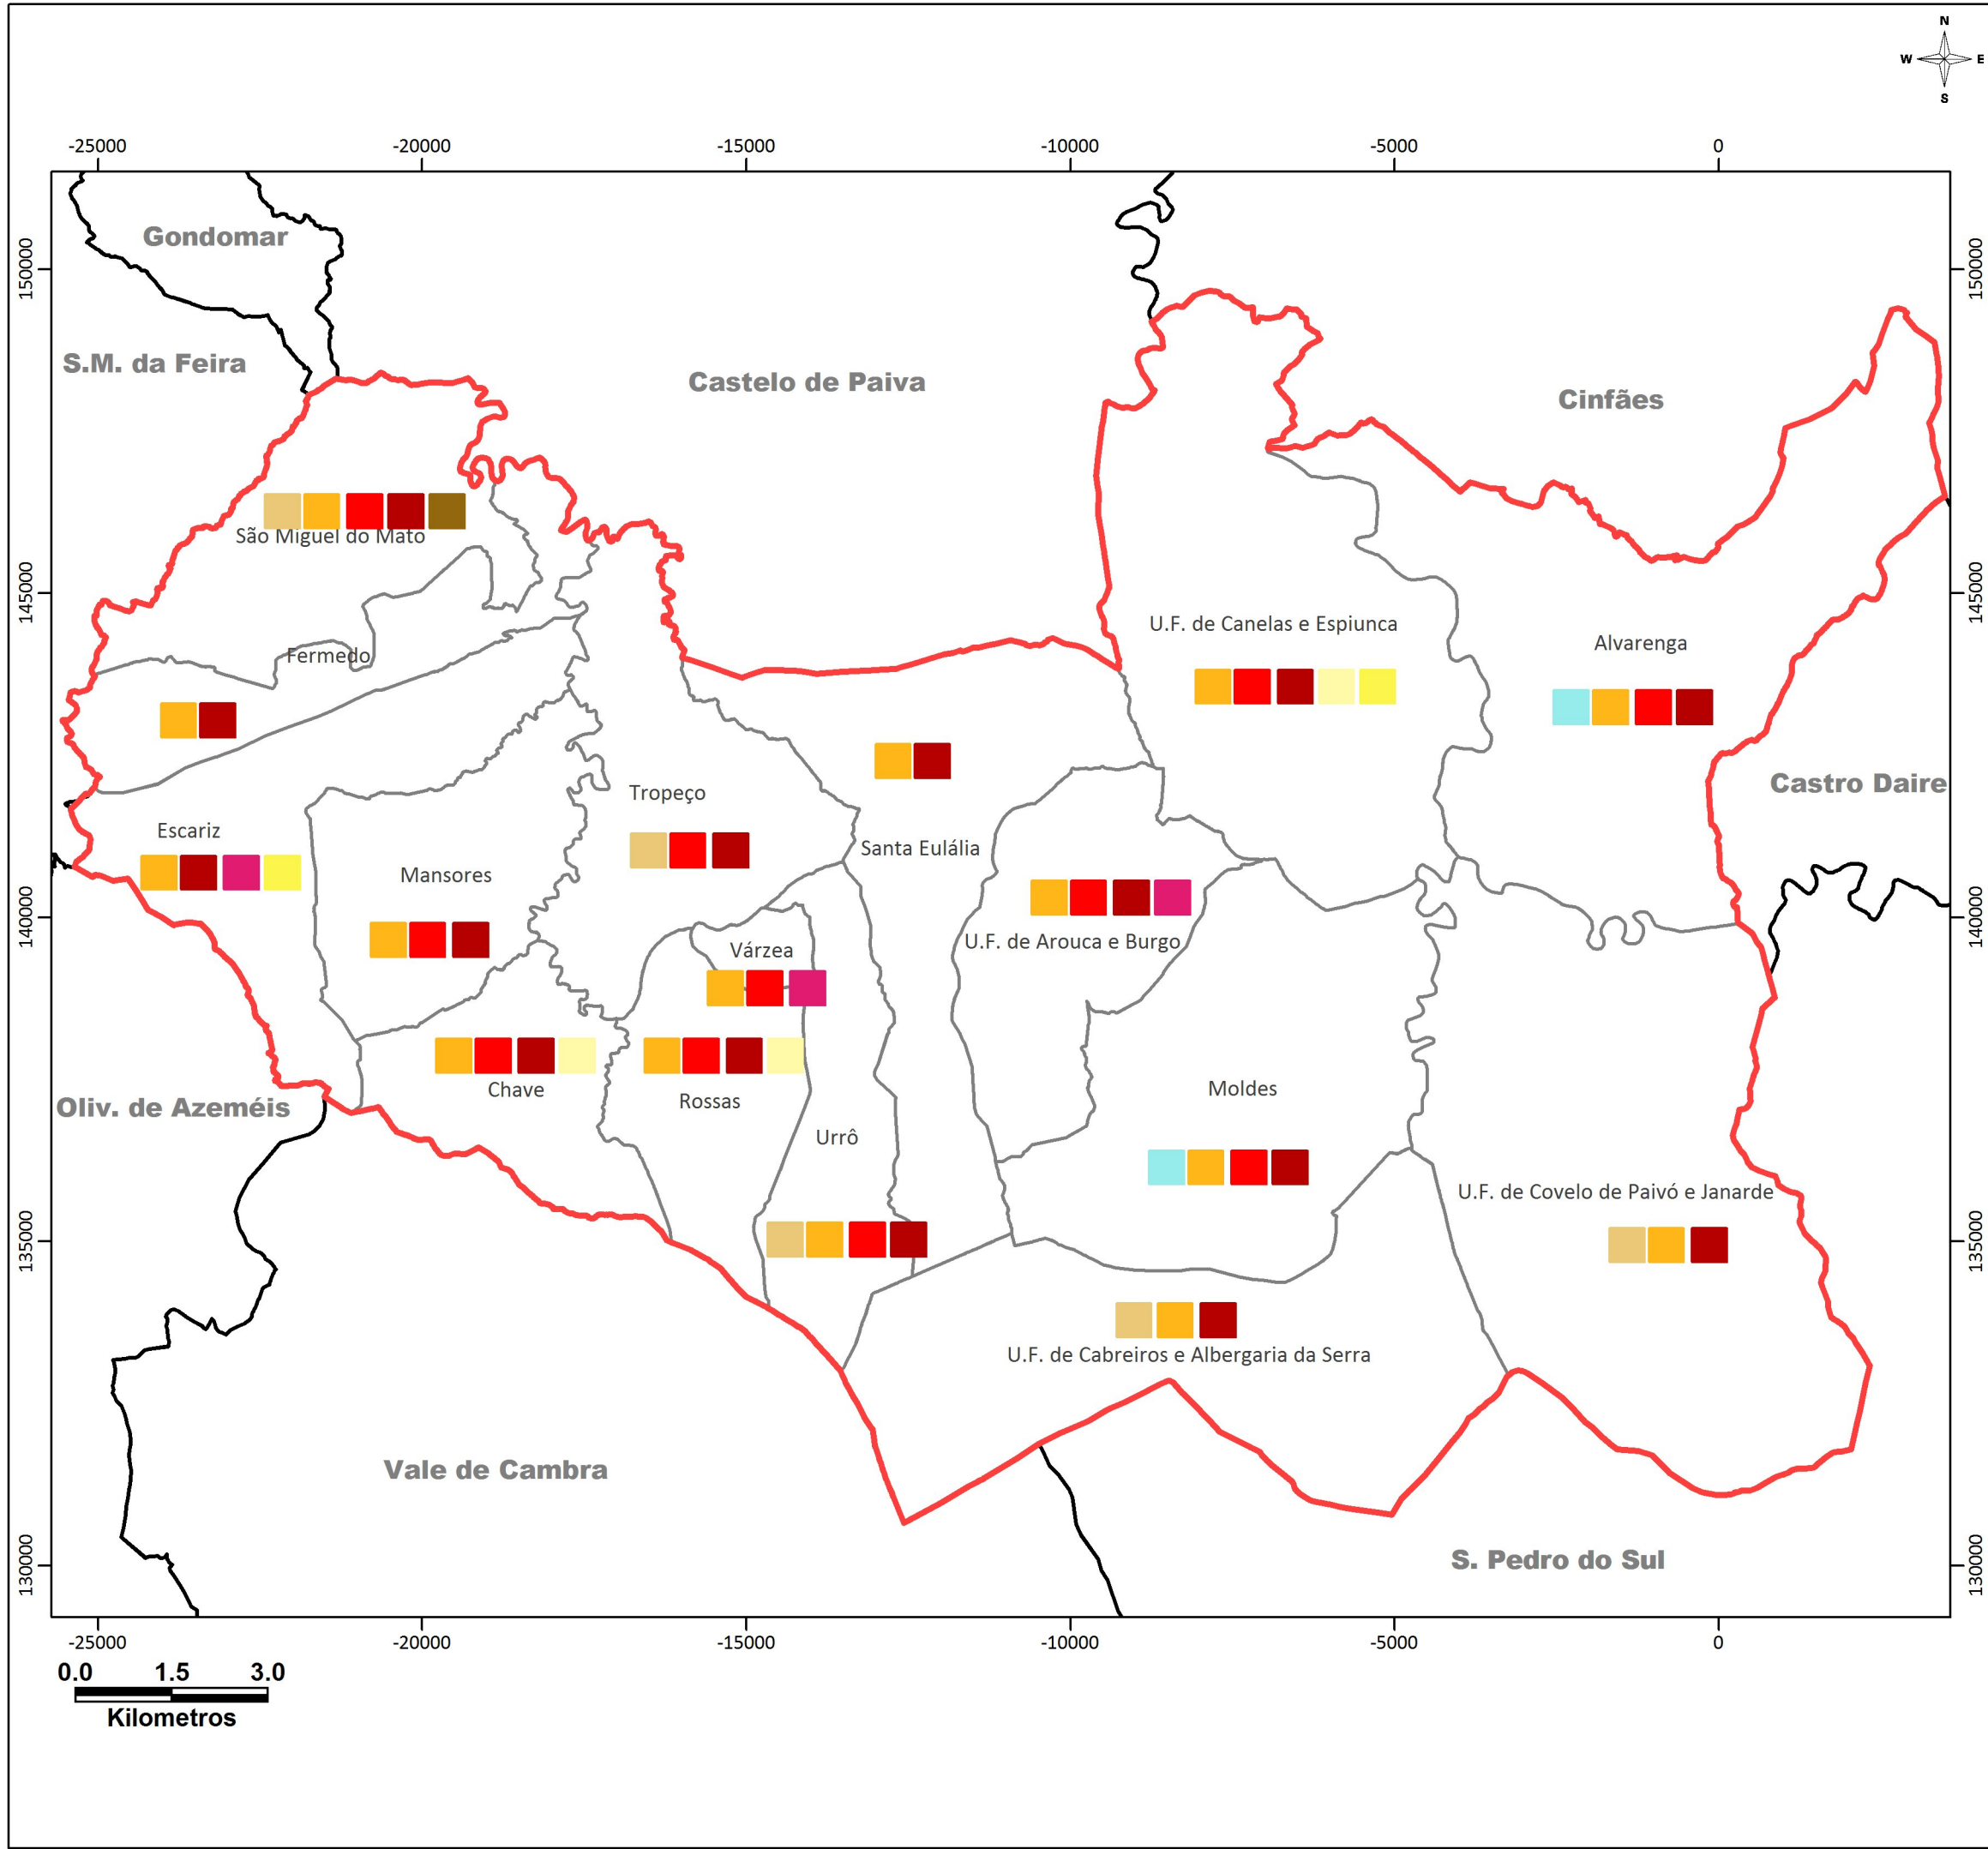 N
W E
S
-25000 -20000 -15000 -10000 -5000 0
Gondomar
150000
150000
S.M. da Feira
Castelo de Paiva
Cinfães
São Miguel do Mato
145000
145000
U.F. de Canelas e Espiunca
Alvarenga
Fermedo
Castro Daire
Tropeço
Escariz
Santa Eulália
Mansores
140000
140000
U.F. de Arouca e Burgo
Várzea
Chave
Moldes
Rossas
Oliv. de Azeméis
Urrô
U.F. de Covelo de Paivó e Janarde
135000
135000
U.F. de Cabreiros e Albergaria da Serra
Vale de Cambra
S. Pedro do Sul
130000
130000
-25000 -20000 -15000 -10000 -5000 0
0.0 1.5 3.0
Kilometros